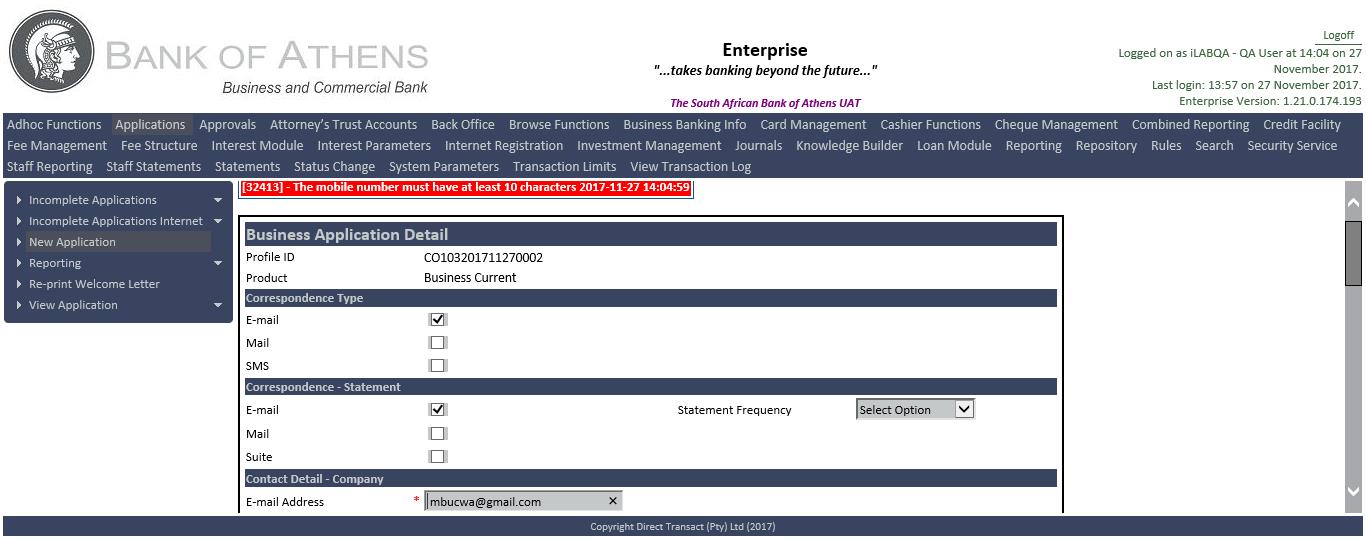 BANK OF ATHENS
Business and Commercial Bank
Enterprise
"...takes banking beyond the future..."
The South African Bank of Athens UAT
Logoff
Logged on as iLABQA - QA User at 14:04 on 27
November 2017.
Last login: 13:57 on 27 November 2017.
Enterprise Version: 1.21.0.174.193
Adhoc Functions Applications Approvals Attorney's Trust Accounts Back Office Browse Functions Business Banking Info Card Management Cashier Functions Cheque Management Combined Reporting Credit Facility
Fee Management Fee Structure Interest Module Interest Parameters Internet Registration Investment Management Journals Knowledge Builder Loan Module Reporting Repository Rules Search Security Service
Staff Reporting Staff Statements Statements Status Change System Parameters Transaction Limits View Transaction Log
Incomplete Applications
Incomplete Applications Internet
New Application
Reporting
Re-print Welcome Letter
View Application
[32413] - The mobile number must have at least 10 characters 2017-11-27 14:04:59
Business Application Detail
Profile ID CO103201711270002
Product Business Current
Correspondence Type
E-mail
Mail
SMS
Correspondence - Statement
E-mail Statement Frequency Select Option
Mail
Suite
Contact Detail - Company
E-mail Address * mbucwa@gmail.com ×
Copyright Direct Transact (Pty) Ltd (2017)